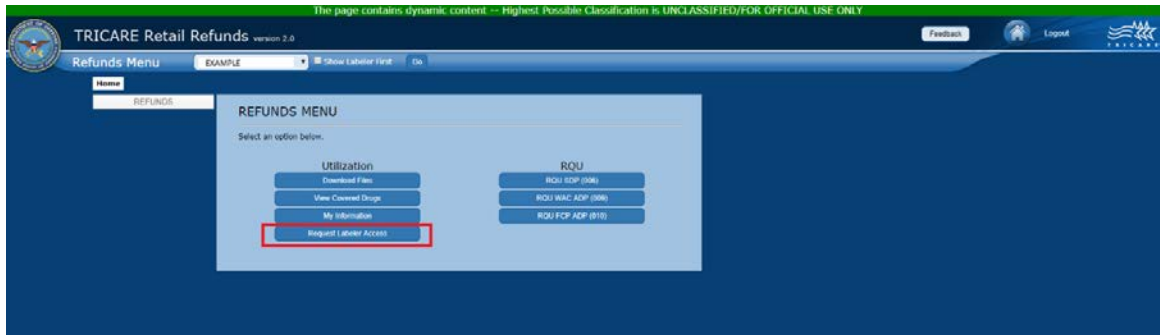 The page contains dynamic content -- Highest Possible Classification is UNCLASSIFIED/FOR OFFICIAL USE ONLY
TRICARE Retail Refunds version 2.0
Feedback
Logout
TRICARE
Refunds Menu
EXAMPLE
Show Labeler First
Go
Home
REFUNDS
REFUNDS MENU
Select an option below.
Utilization
RQU
Download Files
RQU SDP (006)
View Covered Drugs
RQU WAC ADP (009)
My Information
RQU FCP ADP (010)
Request Labeler Access